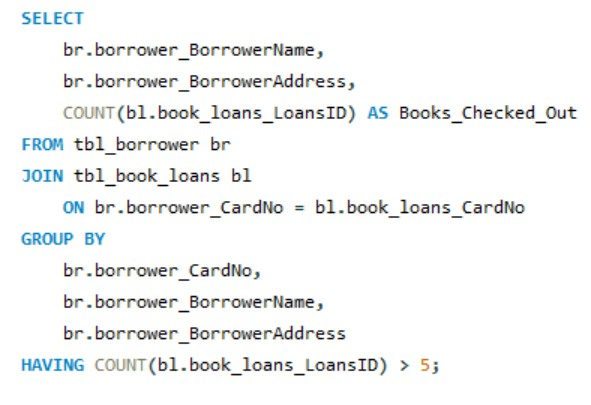 SELECT
    br.borrower_BorrowerName,
    br.borrower_BorrowerAddress,
    COUNT(bl.book_loans_LoansID) AS Books_Checked_Out
FROM tbl_borrower br
JOIN tbl_book_loans bl
    ON br.borrower_CardNo = bl.book_loans_CardNo
GROUP BY
    br.borrower_CardNo,
    br.borrower_BorrowerName,
    br.borrower_BorrowerAddress
HAVING COUNT(bl.book_loans_LoansID) > 5;